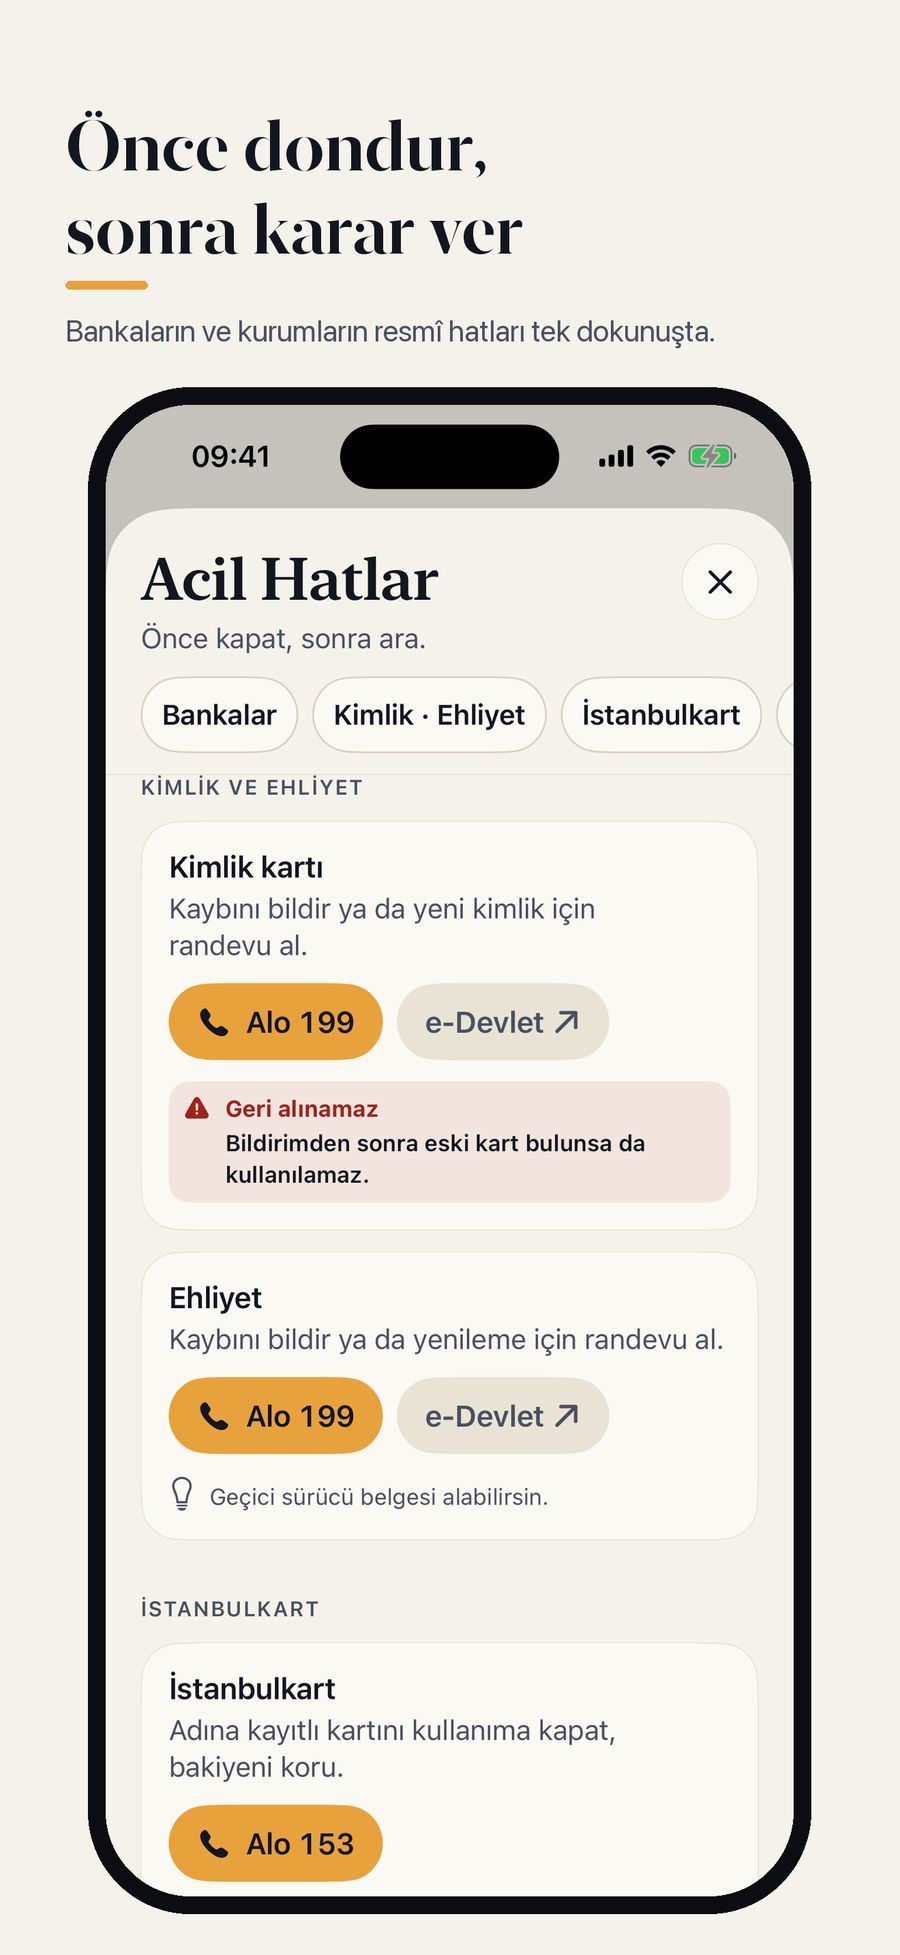 Önce dondur,
sonra karar ver
Bankaların ve kurumların resmî hatları tek dokunuşta.
09:41
Acil Hatlar
Önce kapat, sonra ara.
Bankalar
Kimlik · Ehliyet
İstanbulkart
KİMLİK VE EHLİYET
Kimlik kartı
Kaybını bildir ya da yeni kimlik için
randevu al.
Alo 199
e-Devlet
Geri alınamaz
Bildirimden sonra eski kart bulunsa da
kullanılamaz.
Ehliyet
Kaybını bildir ya da yenileme için randevu al.
Alo 199
e-Devlet
Geçici sürücü belgesi alabilirsin.
İSTANBULKART
İstanbulkart
Adına kayıtlı kartını kullanıma kapat,
bakiyeni koru.
Alo 153